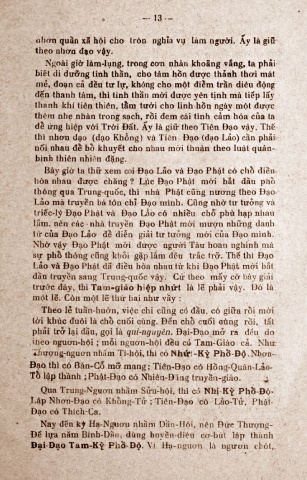 — 13 —
nhơn quần xã hội cho tròn nghĩa vụ làm người. Ấy là giữ
theo nhơn đạo vậy.
Ngoài giờ làm-lụng, trong cơn nhàn khoảng vắng, ta phải
biết di dưỡng tinh thần, cho tâm hồn được thảnh thơi mát
mẻ, đoạn cả đều tư lự, không cho một điểm trần diêu động
đến thanh tâm, thì tinh thần mới được yên tịnh mà tiếp lấy
thanh khí tiên thiên, tằm tưới cho linh hồn ngày một được
thêm nhẹ nhàn trong sạch, rồi đem cái tinh cảm hóa của ta
để ứng hiệp với Trời Đất. Ấy là giữ theo Tiên Đạo vậy. Thế
thì nhơn đạo (đạo Khổng) và Tiên-Đạo (đạo Lão) cần phải
nối nhau để bổ khuyết cho nhau mới thuận theo luật quân-
bình thiên nhiên đặng.
Bây giờ ta thử xem coi Đạo Lão và Đạo Phật có chỗ điều
hòa nhau được chăng? Lúc Đạo Phật mới bắt đầu phổ
thông qua Trung-quốc, thì nhà Phật cũng nương theo Đạo
Lão mà truyền bá tôn chỉ Đạo mình. Cũng nhờ tư tưởng và
triếc-lý Đạo Phật và Đạo Lão có nhiều chỗ phù hạp nhau
lắm, nên các nhà truyền Đạo Phật mới mượn những danh
từ của Đạo Lão để diễn giải tư tưởng mới của Đạo mình.
Nhờ vậy Đạo Phật mới được người Tàu hoan nghinh mà
sự phổ thông cũng khỏi gặp lắm đều trắc trở. Thế thì Đạo
Lão và Đạo Phật đã điều hòa nhau từ khi Đạo Phật mới bắt
đầu truyền sang Trung-quốc vậy. Cứ theo mấy cớ bày giải
trước đây, thì Tam-giáo hiệp nhứt là lẽ phải vậy. Đó là
một lẽ. Còn một lẽ thứ hai như vầy:
Theo lẽ tuần-huờn, việc chi cũng có đầu, có giữa rồi mới
tới khúc đuôi là chỗ cuối cùng. Đến chỗ cuối cùng rồi, tất
phải trở lại đầu, gọi là qui-nguyên. Đại-Đạo mở ra đều do
theo nguơn-hội; mỗi nguơn-hội đều có Tam-Giáo cả. Như
Thượng-nguơn nhằm Tí-hội, thì có Nhứt-Kỳ Phổ-Độ. Nhơn-
Đạo thì có Bàn-Cổ mở mang; Tiên-Đạo có Hồng-Quân-Lão-
Tổ lập thành; Phật-Đạo có Nhiên-Đăng truyền-giáo.
Qua Trung-Nguơn nhằm Sửu-hội, thì có Nhị-Kỳ Phổ-Độ-
Lập Nhơn-Đạo có Khổng-Tử; Tiên-Đạo có Lão-Tử, Phật-
Đạo có Thích-Ca.
Nay đến kỳ Hạ-Nguơn nhằm Dần-Hội, nên Đức Thượng-
Đế lựa năm Bính-Dần, dùng huyền-diệu cơ-bút lập thành
Đại-Đạo Tam-Kỳ Phổ-Độ. Vì Hạ-nguơn là nguơn chót,